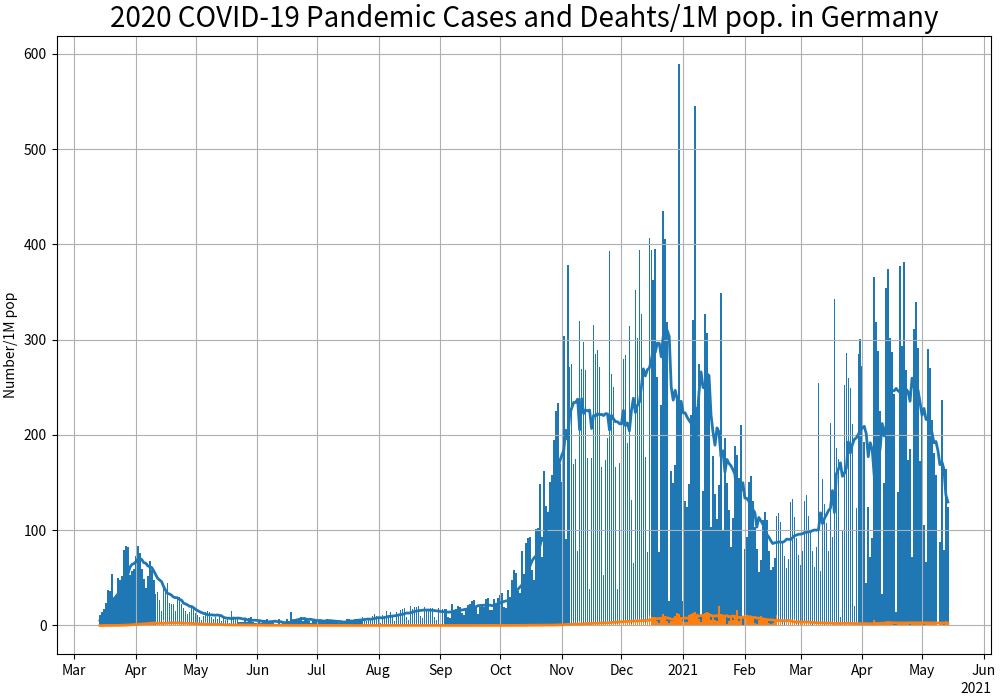 2020 COVID-19 Pandemic Cases and Deahts/1M pop. in Germany
Number/1M pop
600
500
400
300
200
100
0
Mar Apr May Jun Jul Aug Sep Oct Nov Dec 2021 Feb Mar Apr May Jun
2021